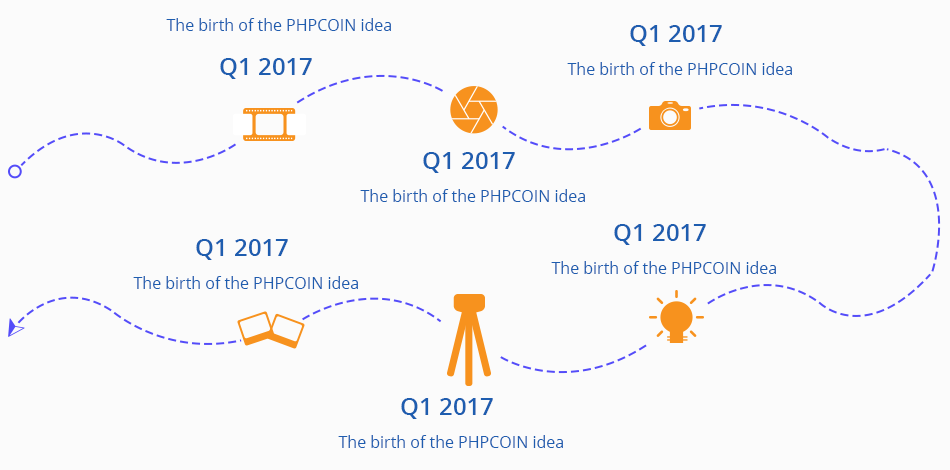 The birth of the PHPCOIN idea
Q1 2017
Q1 2017
The birth of the PHPCOIN idea
Q1 2017
The birth of the PHPCOIN idea
Q1 2017
The birth of the PHPCOIN idea
Q1 2017
The birth of the PHPCOIN idea
Q1 2017
The birth of the PHPCOIN idea